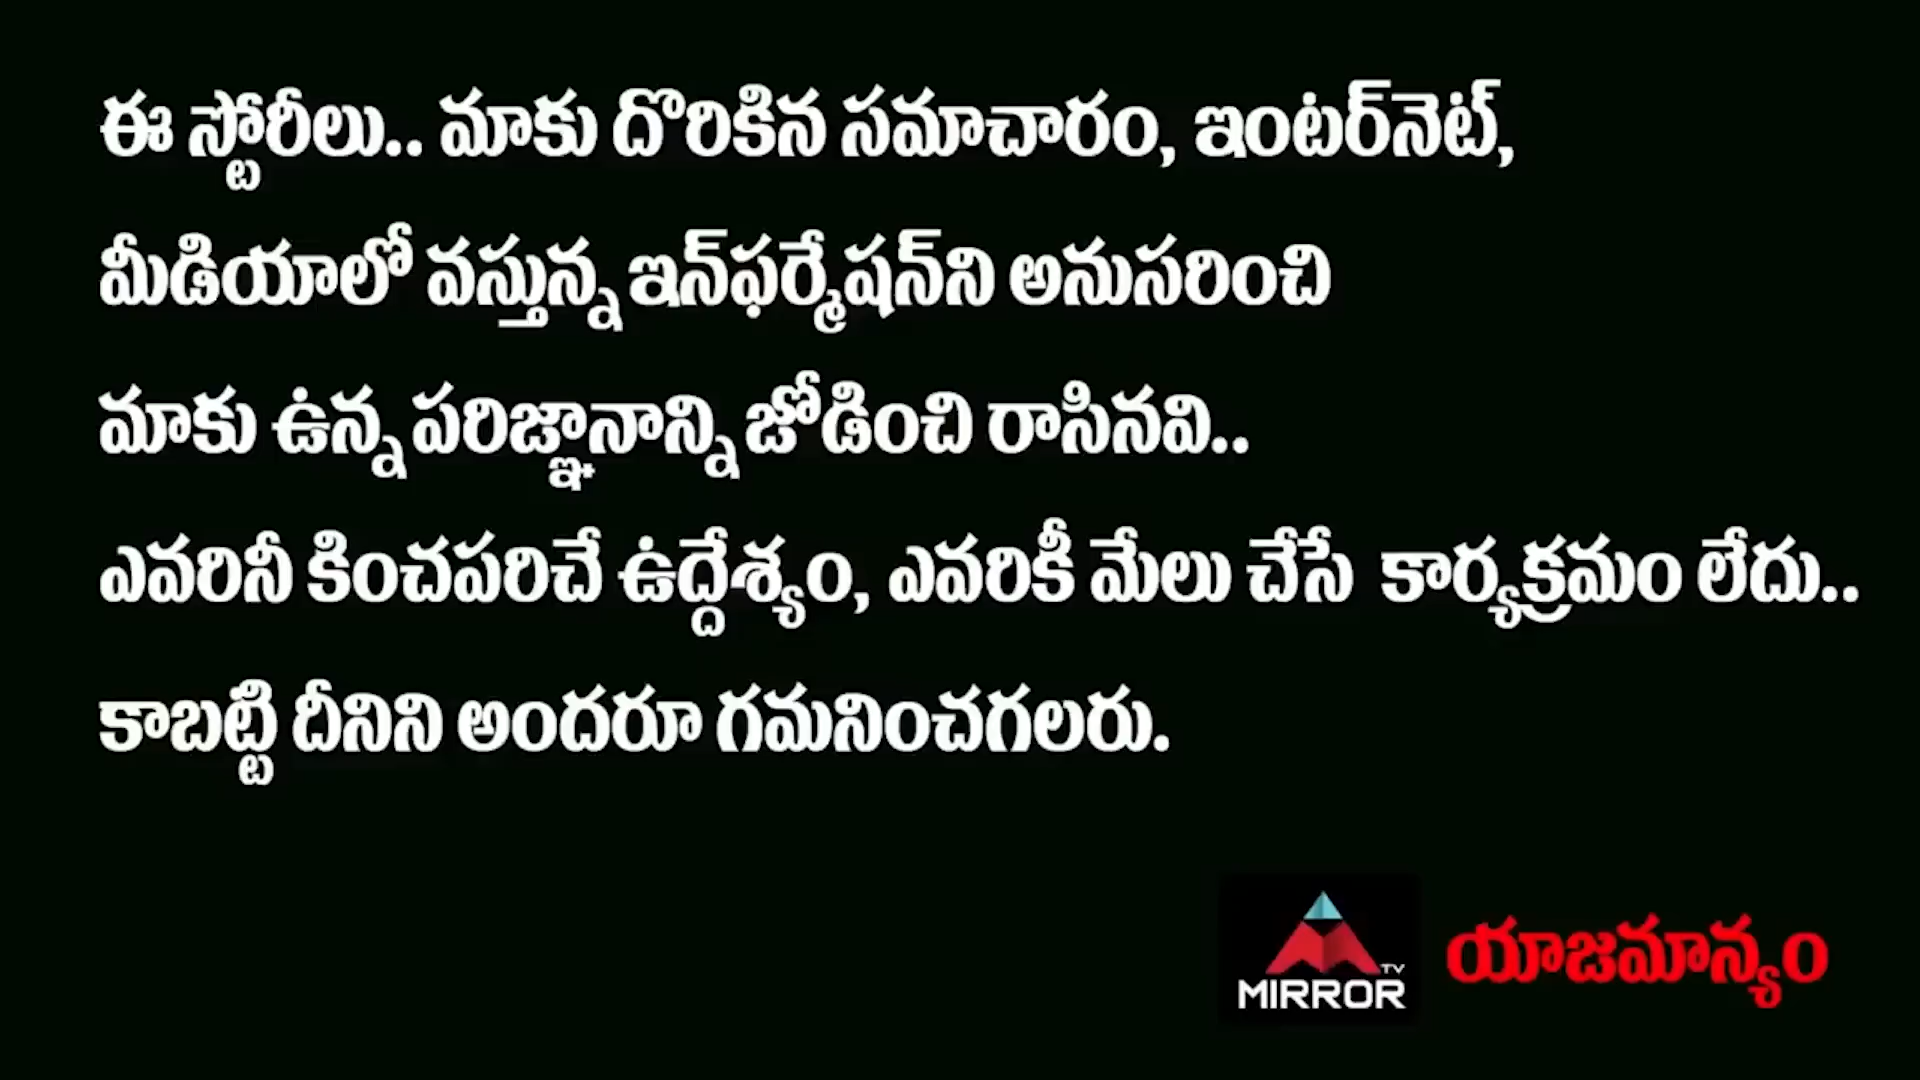 ఈ స్టోరీలు.. మాకు దొరికిన సమాచారం, ఇంటర్‌నెట్,
మీడియాలో వస్తున్న ఇన్‌ఫర్మేషన్‌ని అనుసరించి
మాకు ఉన్న పరిజ్ఞానాన్ని జోడించి రాసినవి..
ఎవరినీ కించపరిచే ఉద్దేశ్యం, ఎవరికీ మేలు చేసే కార్యక్రమం లేదు..
కాబట్టి దీనిని అందరూ గమనించగలరు.
TV
MIRROR
యాజమాన్యం